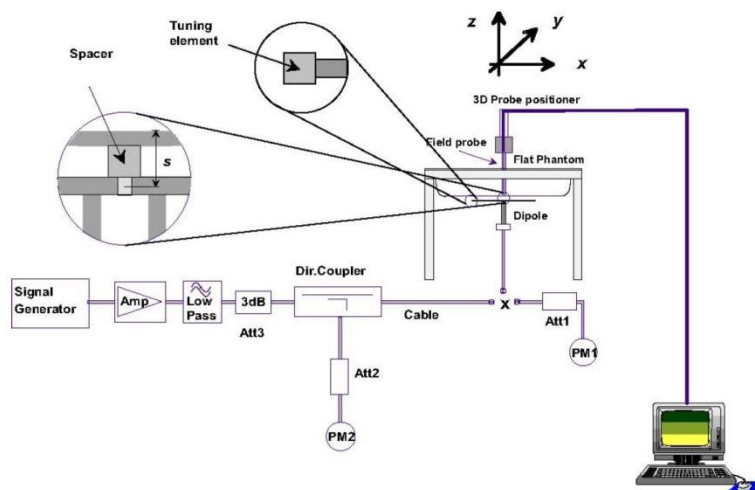 Tuning
element
Spacer
s
z
y
x
3D Probe positioner
Field probe
Flat Phantom
Dipole
Signal
Generator
Amp
Low
Pass
3dB
Att3
Dir.Coupler
Cable
x
Att1
PM1
Att2
PM2